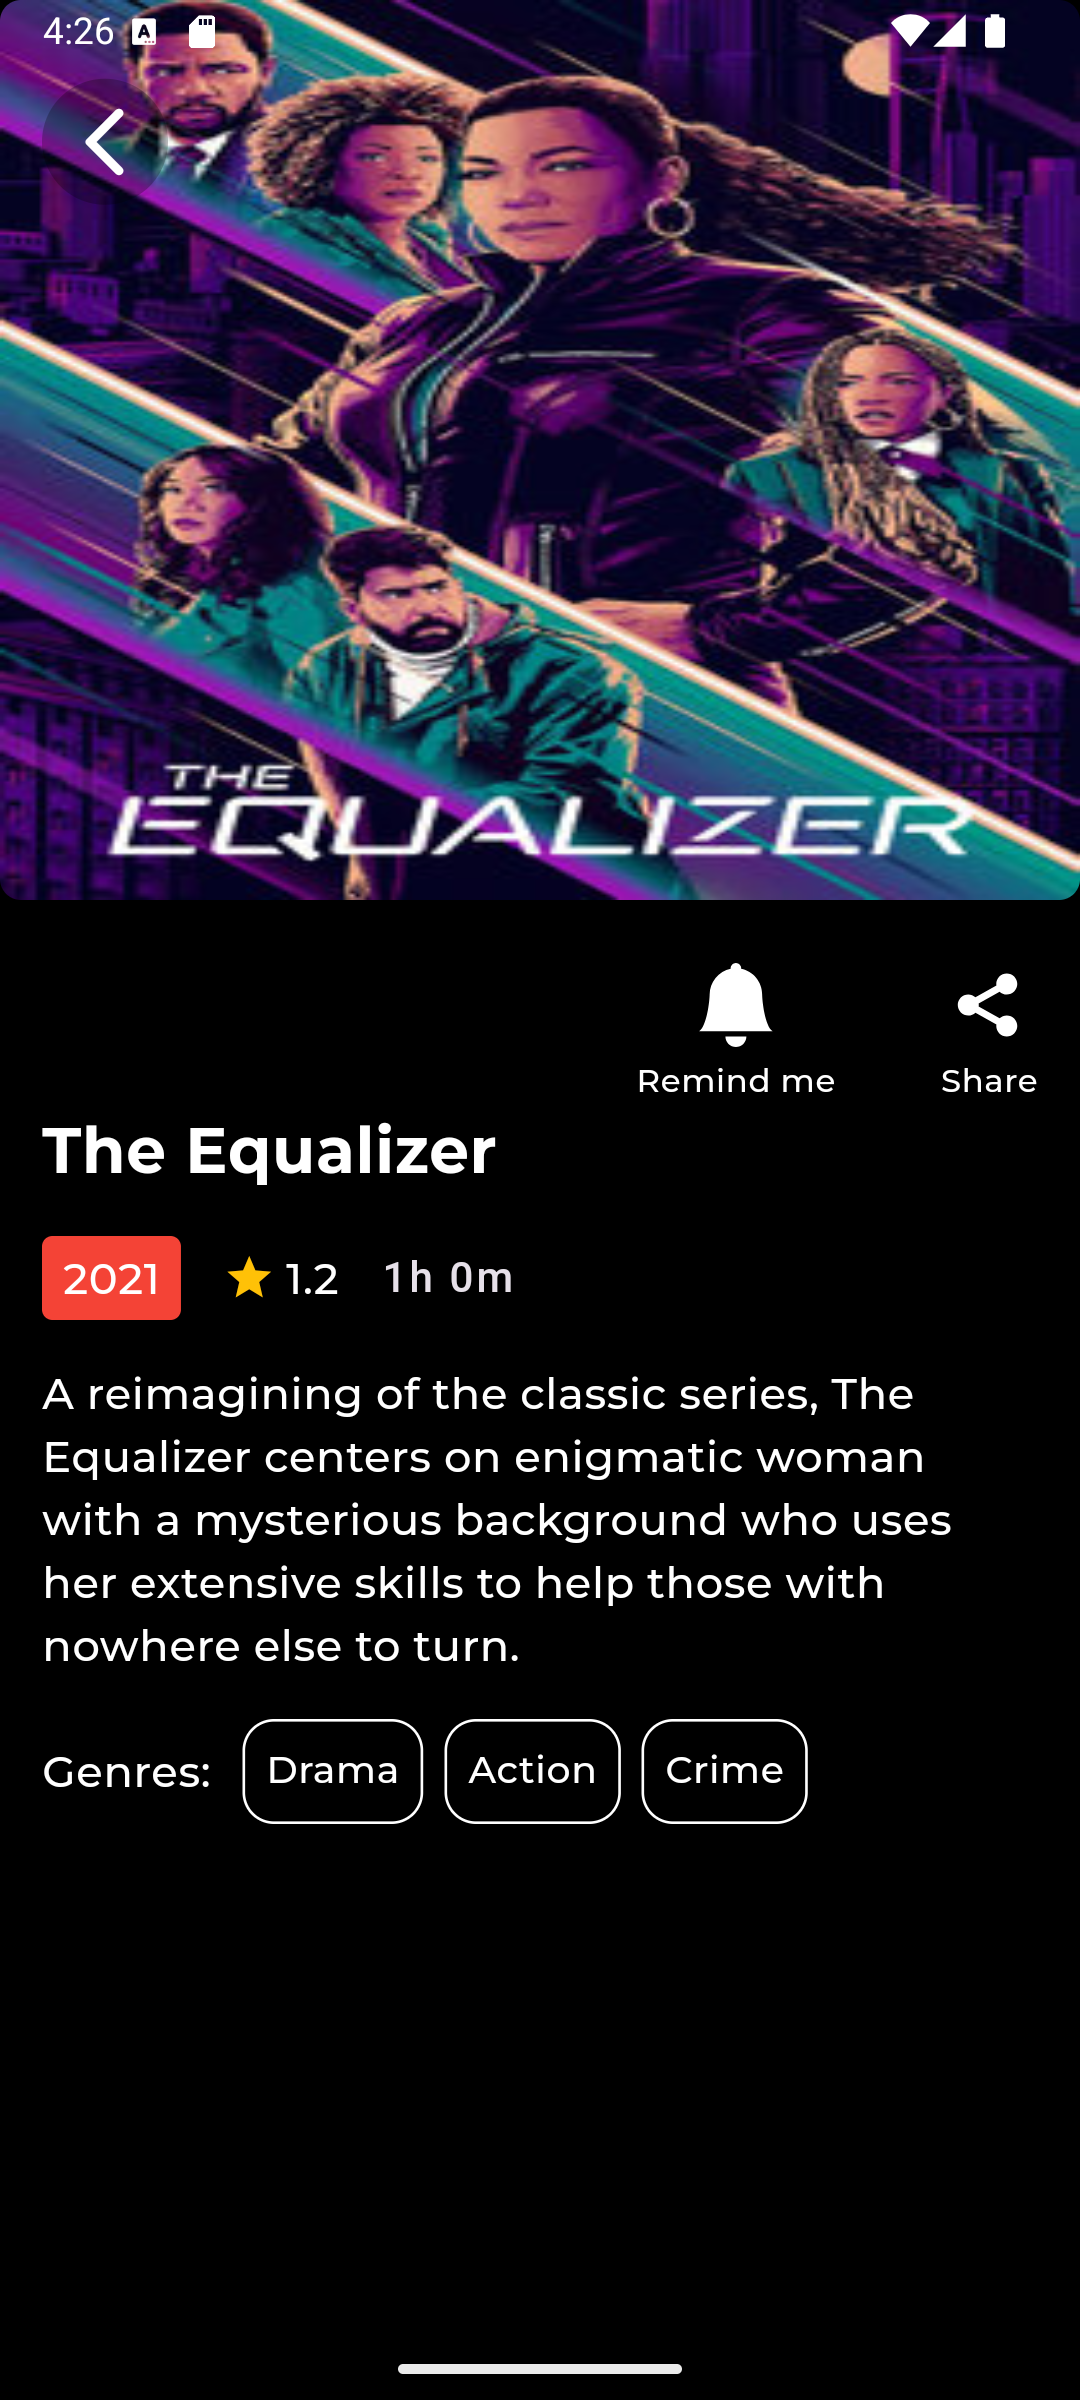 4:26
THE
EQUALIZER
Remind me
Share
The Equalizer
2021
1.2
1h 0m
A reimagining of the classic series, The
Equalizer centers on enigmatic woman
with a mysterious background who uses
her extensive skills to help those with
nowhere else to turn.
Genres:
Drama
Action
Crime